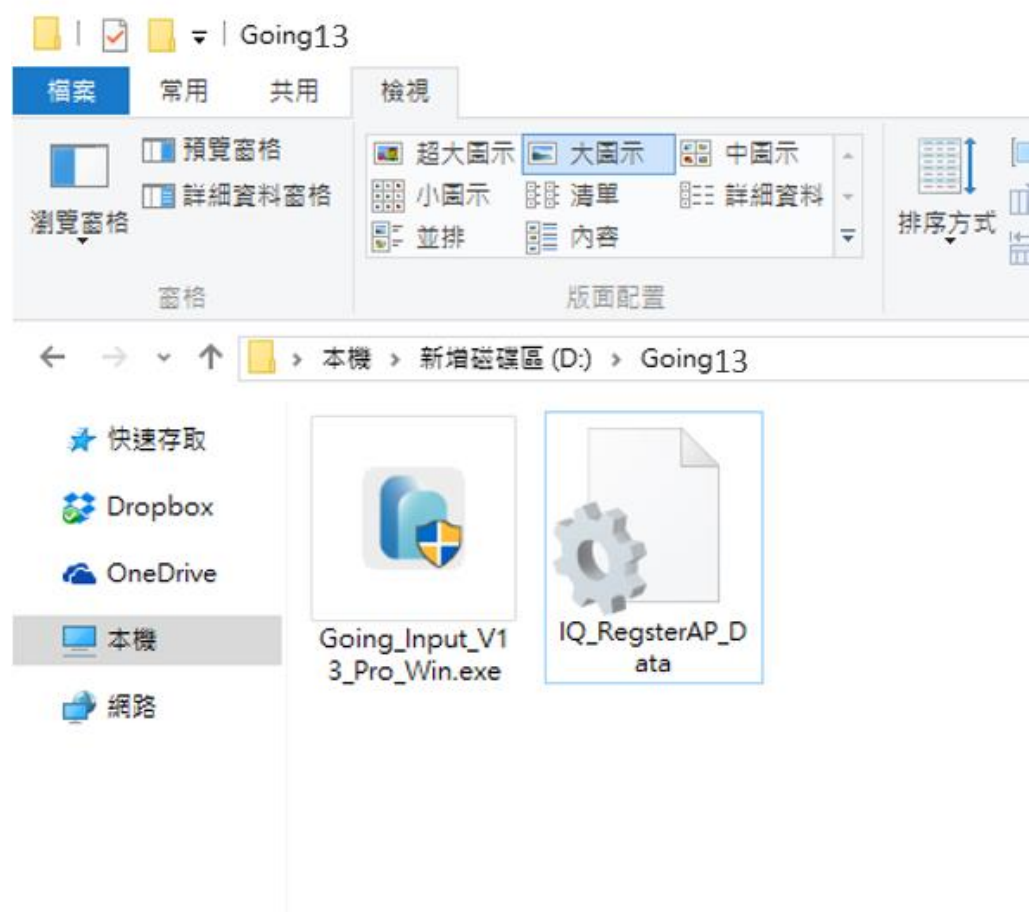 Going13
檔案 常用 共用 檢視
預覽窗格
詳細資料窗格
瀏覽窗格
窗格
超大圖示 大圖示 中圖示
小圖示 清單 詳細資料
並排 內容
版面配置
排序方式
本機 > 新增磁碟區 (D:) > Going13
快速存取
Dropbox
OneDrive
本機
網路
Going_Input_V1
3_Pro_Win.exe
IQ_RegsterAP_D
ata